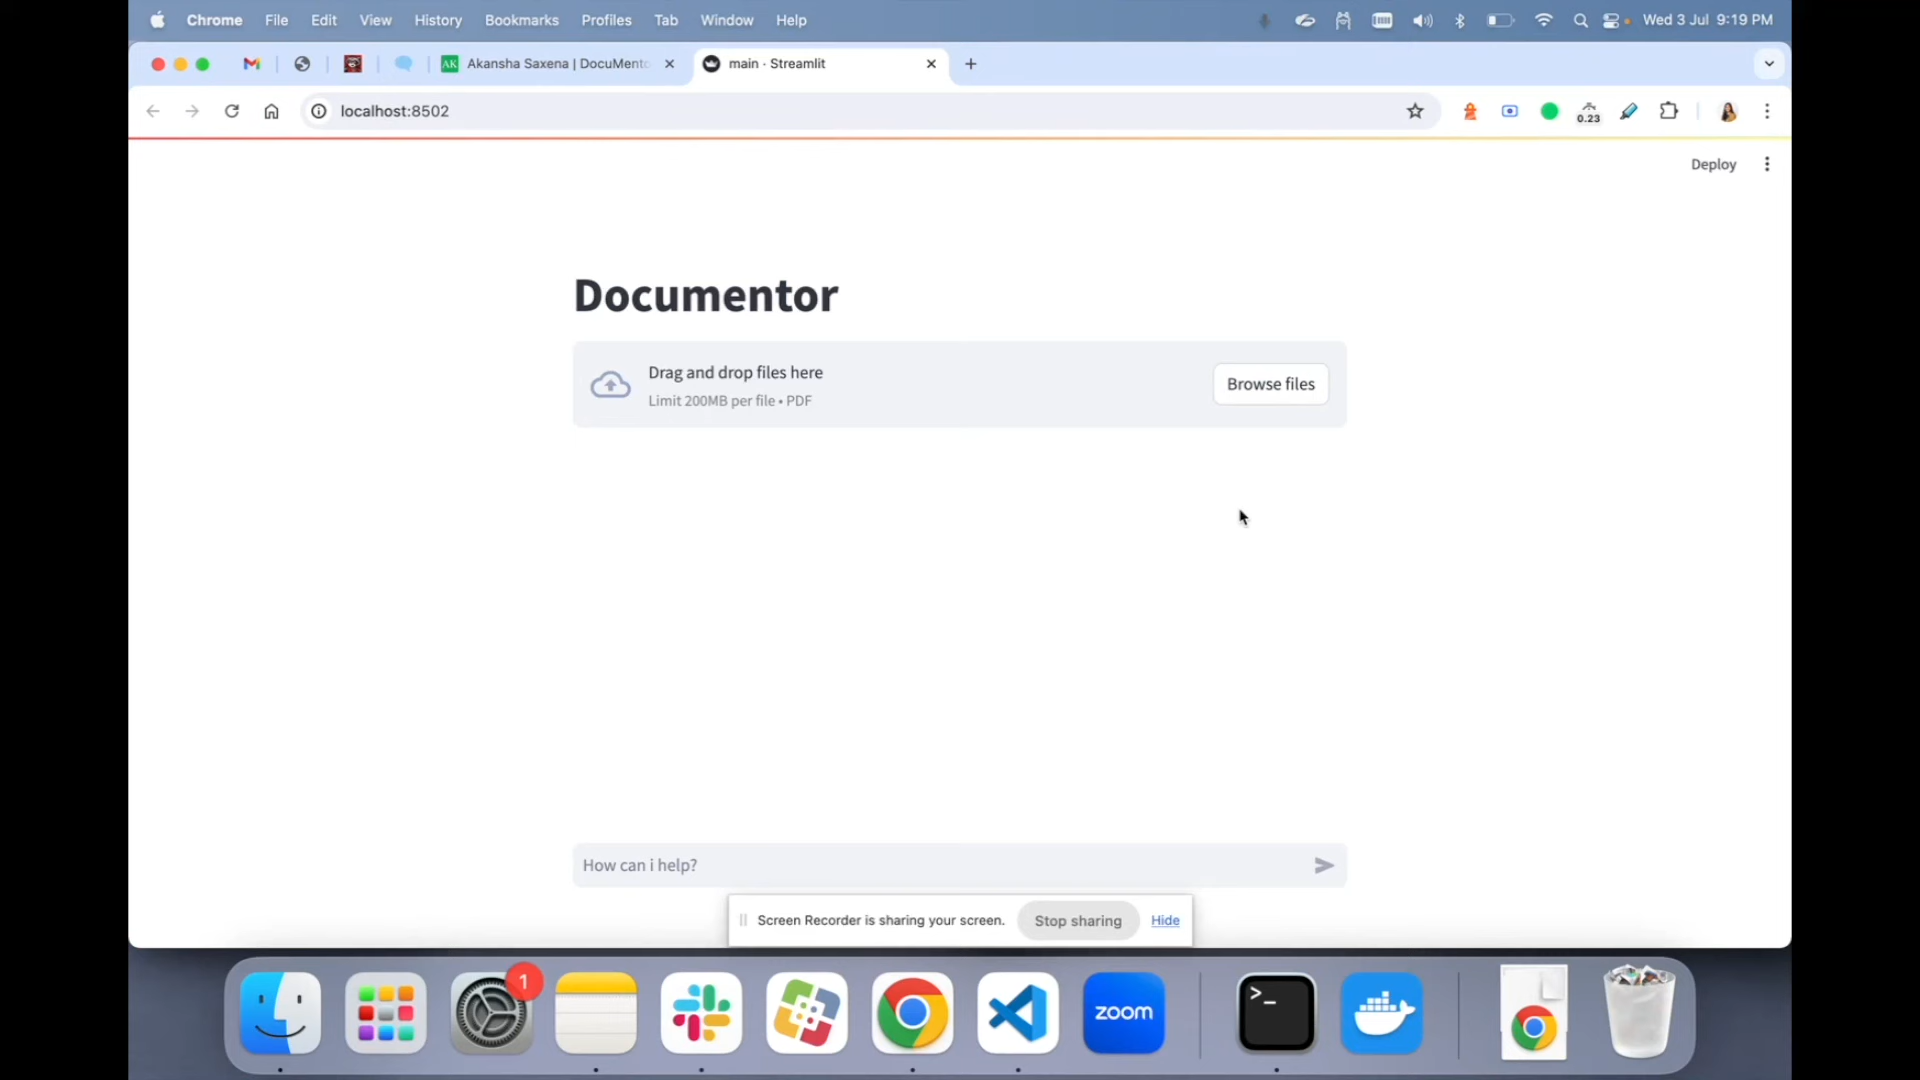 Chrome File Edit View History Bookmarks Profiles Tab Window Help Wed 3 Jul 9:19 PM
AK Akansha Saxena | DocuMento main · Streamlit
localhost:8502 0.23
Deploy
Documentor
Drag and drop files here
Limit 200MB per file • PDF
Browse files
How can i help?
Screen Recorder is sharing your screen. Stop sharing Hide
1
zoom
>_